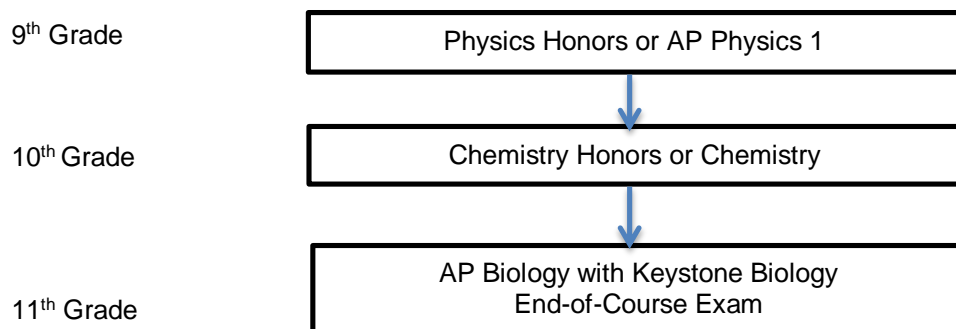 9th Grade
Physics Honors or AP Physics 1
10th Grade
Chemistry Honors or Chemistry
AP Biology with Keystone Biology
End-of-Course Exam
11th Grade